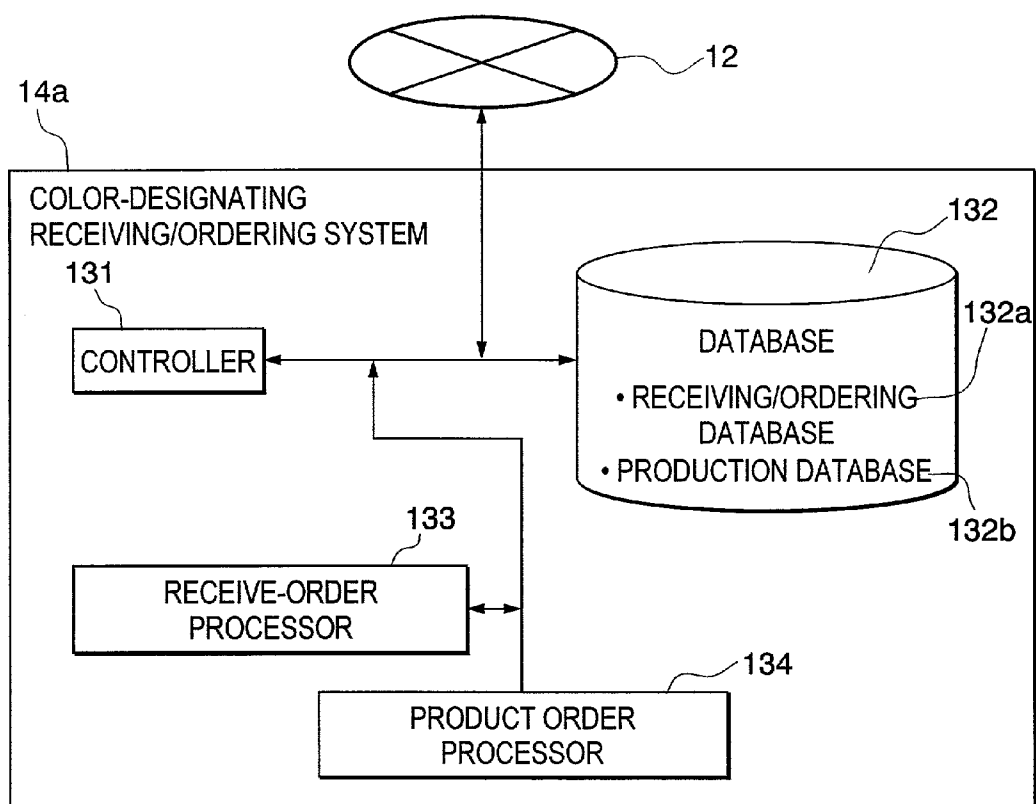 12
14a
COLOR-DESIGNATING
RECEIVING/ORDERING SYSTEM
132
131
132a
CONTROLLER
DATABASE
• RECEIVING/ORDERING
DATABASE
• PRODUCTION DATABASE
132b
133
RECEIVE-ORDER
PROCESSOR
134
PRODUCT ORDER
PROCESSOR